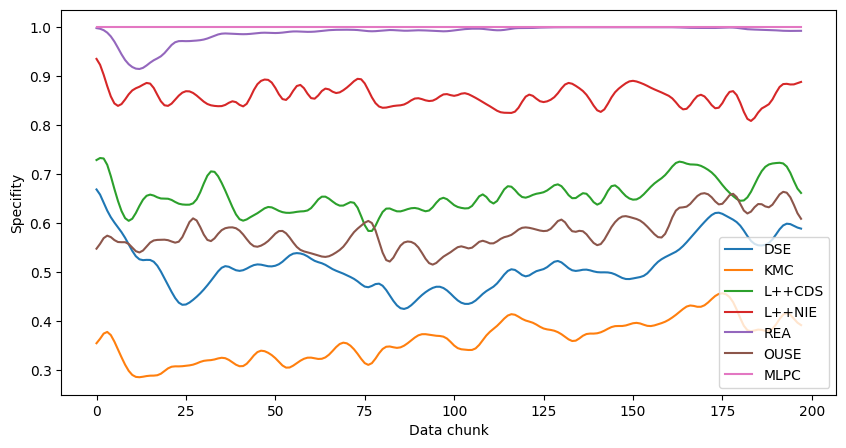 1.0
0.9
0.8
0.7
0.6
0.5
0.4
0.3
Specifity
0 25 50 75 100 125 150 175 200
Data chunk
DSE
KMC
L++CDS
L++NIE
REA
OUSE
MLPC